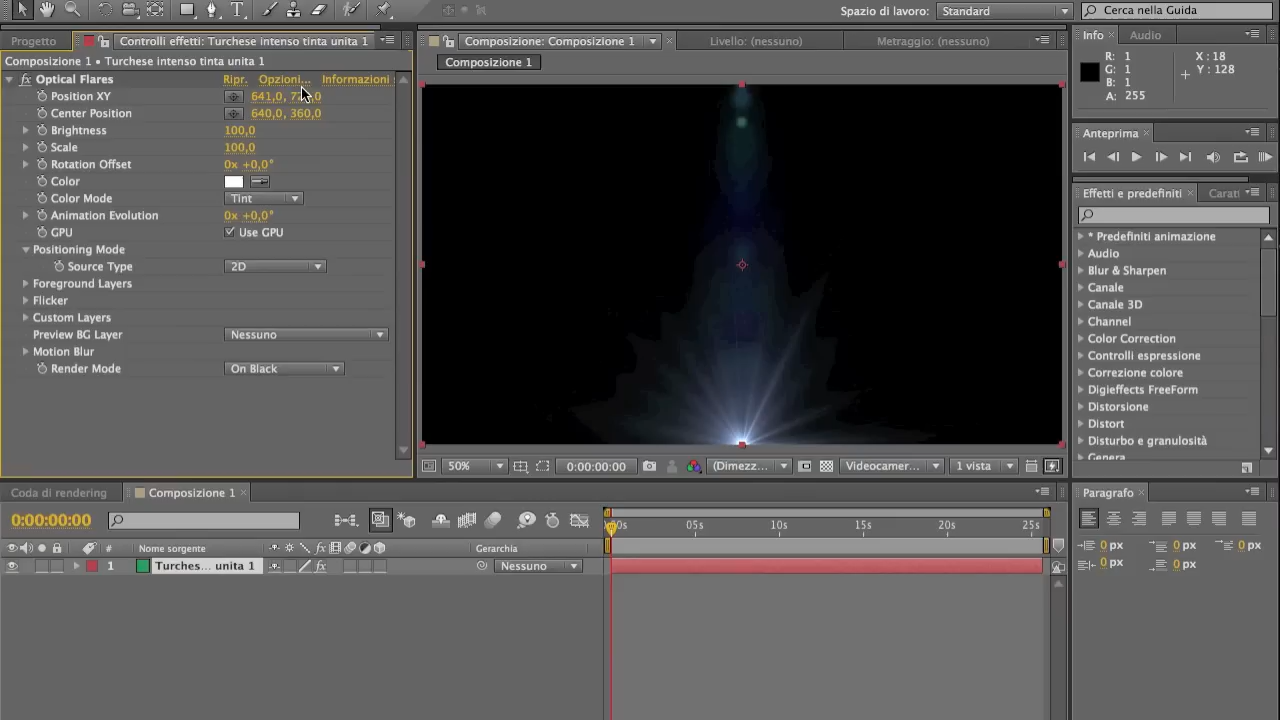 Spazio di lavoro: Standard Cerca nella Guida
Progetto Controlli effetti: Turchese intenso tinta unita 1
Composizione 1 • Turchese intenso tinta unita 1
Optical Flares Ripr. Opzioni... Informazioni
Position XY
Center Position 640,0, 360,0
Brightness 100,0
Scale 100,0
Rotation Offset 0x +0,0°
Color
Color Mode Tint
Animation Evolution 0x +0,0°
GPU Use GPU
Positioning Mode
Source Type 2D
Foreground Layers
Flicker
Custom Layers
Preview BG Layer Nessuno
Motion Blur
Render Mode On Black
Composizione: Composizione 1 Livello: (nessuno) Metraggio: (nessuno)
Composizione 1
50% 0:00:00:00 (Dimezz... Videocamer... 1 vista
Info Audio
R: 1 X: 18
G: 1 Y: 128
B: 1
A: 255
Anteprima
Effetti e predefiniti Caratt
* Predefiniti animazione
Audio
Blur & Sharpen
Canale
Canale 3D
Channel
Color Correction
Controlli espressione
Correzione colore
Digieffects FreeForm
Distorsione
Distort
Disturbo e granulosità
Genera
Coda di rendering Composizione 1
0:00:00:00
05s 10s 15s 20s 25s
# Nome sorgente Gerarchia
1 Turches... unita 1 Nessuno
Paragrafo
0 px 0 px 0 px
0 px 0 px